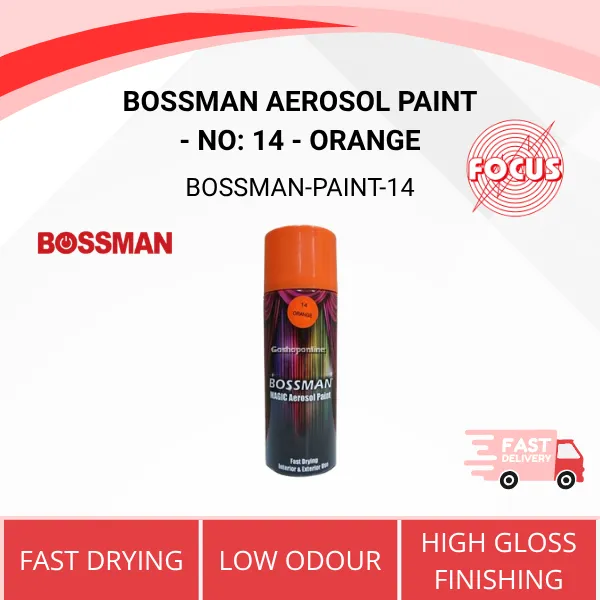 BOSSMAN AEROSOL PAINT
- NO: 14 - ORANGE
BOSSMAN-PAINT-14
FOCUS
BOSSMAN
14
ORANGE
Goshoponline
BOSSMAN
MAGIC Aerosol Paint
Fast Drying
Interior & Exterior Use
FAST
DELIVERY
FAST DRYING
LOW ODOUR
HIGH GLOSS
FINISHING